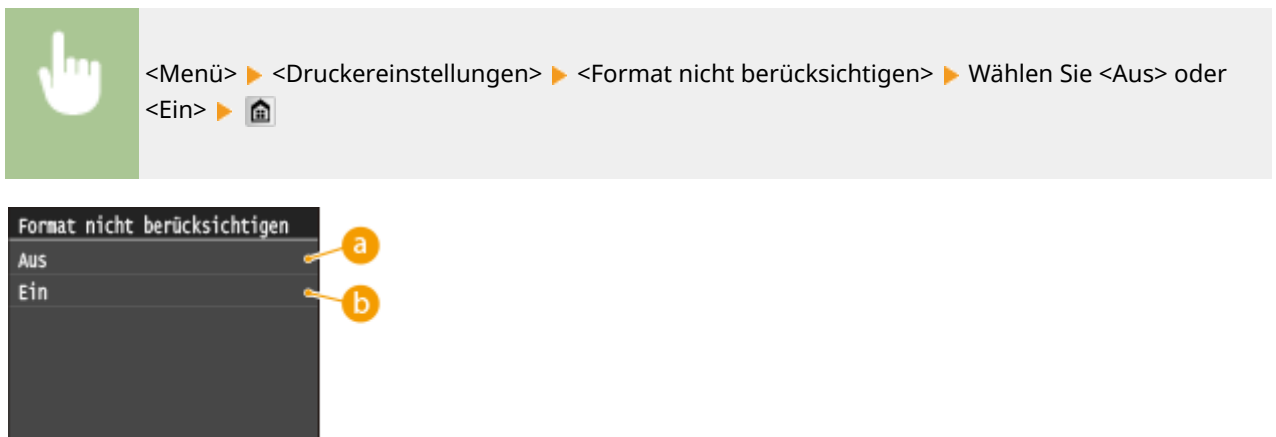 <Menü> <Druckereinstellungen> <Format nicht berücksichtigen> Wählen Sie <Aus> oder
<Ein>
Format nicht berücksichtigen
a
Aus
Ein
b